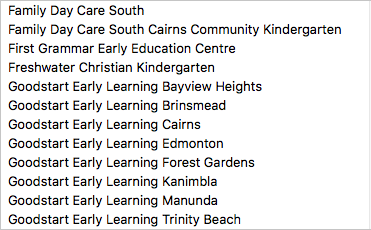 Family Day Care South
Family Day Care South Cairns Community Kindergarten
First Grammar Early Education Centre
Freshwater Christian Kindergarten
Goodstart Early Learning Bayview Heights
Goodstart Early Learning Brinsmead
Goodstart Early Learning Cairns
Goodstart Early Learning Edmonton
Goodstart Early Learning Forest Gardens
Goodstart Early Learning Kanimbla
Goodstart Early Learning Manunda
Goodstart Early Learning Trinity Beach